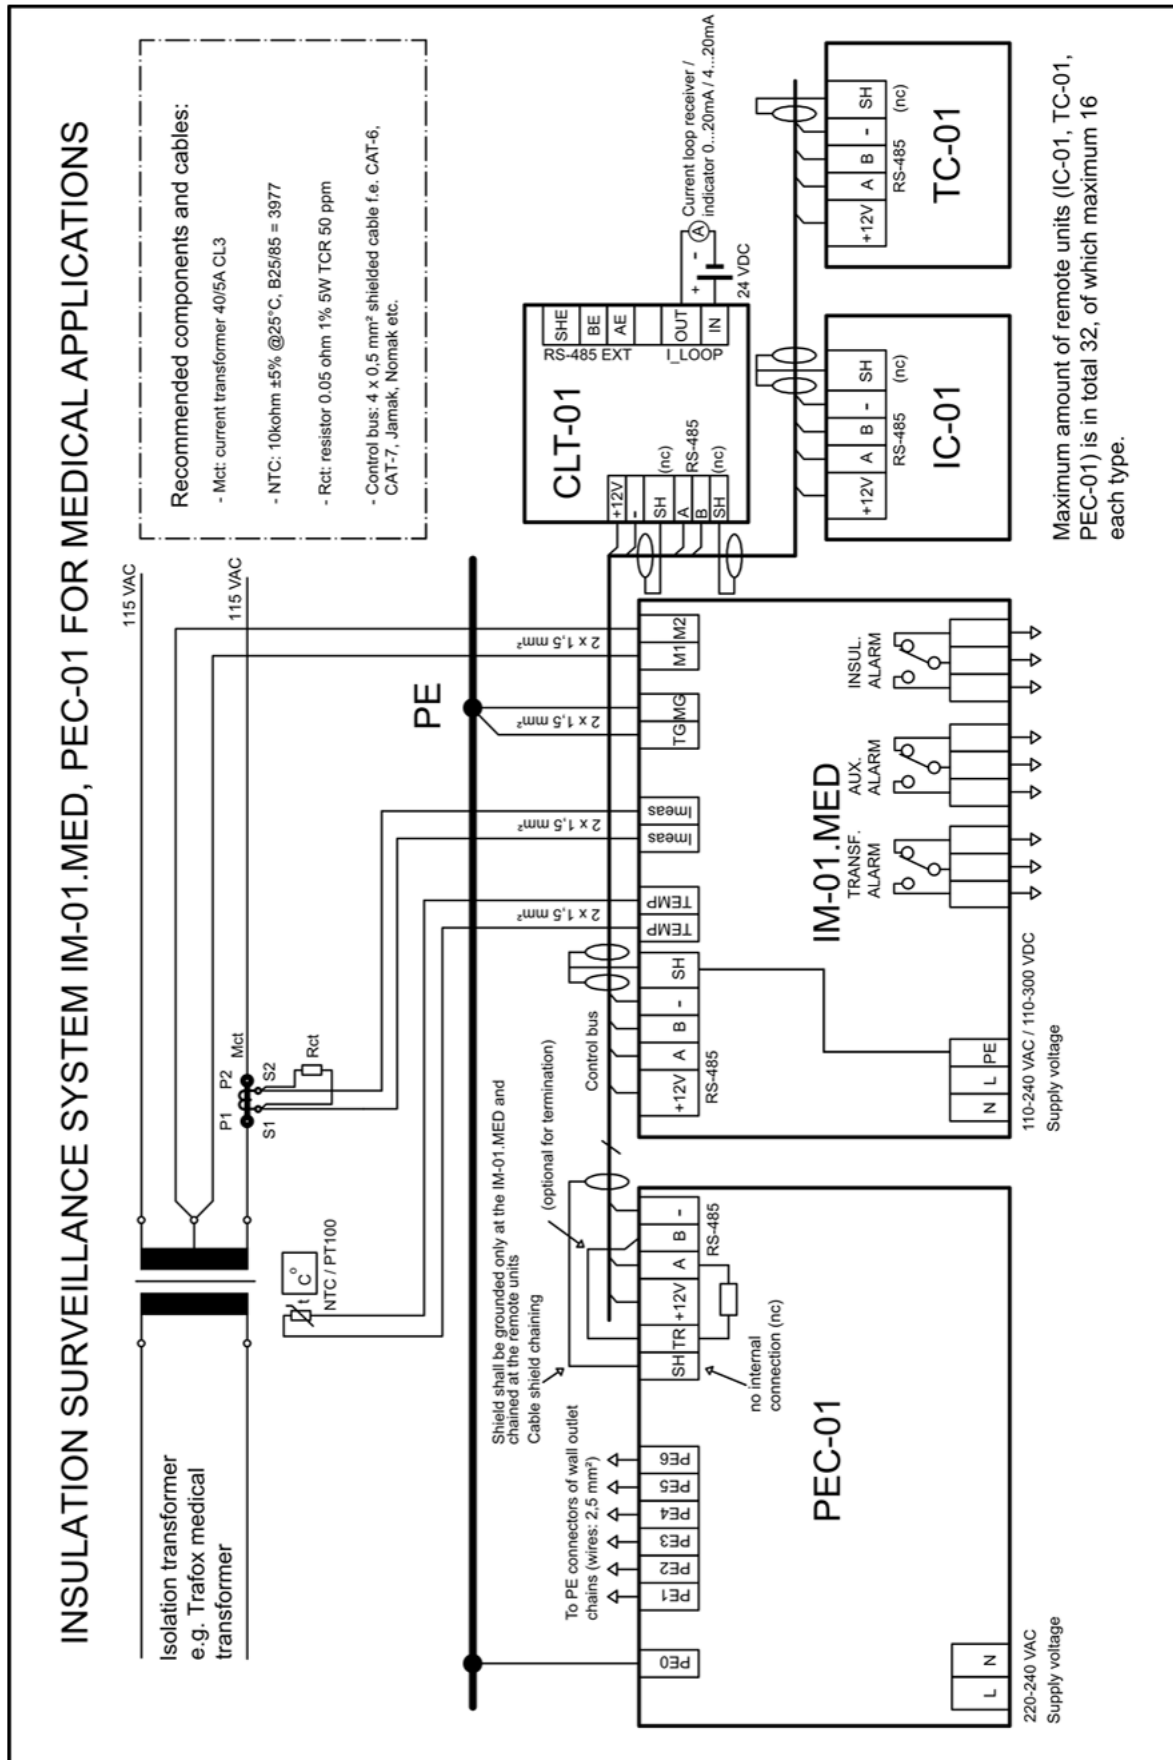 INSULATION SURVEILLANCE SYSTEM IM-01.MED, PEC-01 FOR MEDICAL APPLICATIONS
Isolation transformer
e.g. Trafox medical
transformer
115 VAC
115 VAC
Recommended components and cables:
- Mct: current transformer 40/5A CL3
- NTC: 10kohm ±5% @25°C, B25/85 = 3977
- Rct: resistor 0.05 ohm 1% 5W TCR 50 ppm
- Control bus: 4 x 0,5 mm² shielded cable f.e. CAT-6,
CAT-7, Jamak, Nomak etc.
P1
P2
Mct
S1
S2
Rct
t
C°
NTC / PT100
PE
Shield shall be grounded only at the IM-01.MED and
chained at the remote units
Cable shield chaining
(optional for termination)
Control bus
To PE connectors of wall outlet
chains (wires: 2,5 mm²)
2 x 1,5 mm²
2 x 1,5 mm²
2 x 1,5 mm²
2 x 1,5 mm²
PE0
PE1
PE2
PE3
PE4
PE5
PE6
SH
TR
+12V
A
B
-
RS-485
no internal
connection (nc)
PEC-01
L
N
220-240 VAC
Supply voltage
+12V
A
B
-
SH
RS-485
TEMP
TEMP
Imeas
Imeas
TG
MG
M1
M2
IM-01.MED
TRANSF.
ALARM
AUX.
ALARM
INSUL.
ALARM
N
L
PE
110-240 VAC / 110-300 VDC
Supply voltage
CLT-01
+12V
-
SH
(nc)
A
B
RS-485
SH
(nc)
SHE
BE
AE
RS-485 EXT
OUT
IN
I_LOOP
+
-
A
24 VDC
Current loop receiver /
indicator 0...20mA / 4...20mA
+12V
A
B
-
SH
RS-485
(nc)
IC-01
+12V
A
B
-
SH
RS-485
(nc)
TC-01
Maximum amount of remote units (IC-01, TC-01,
PEC-01) is in total 32, of which maximum 16
each type.